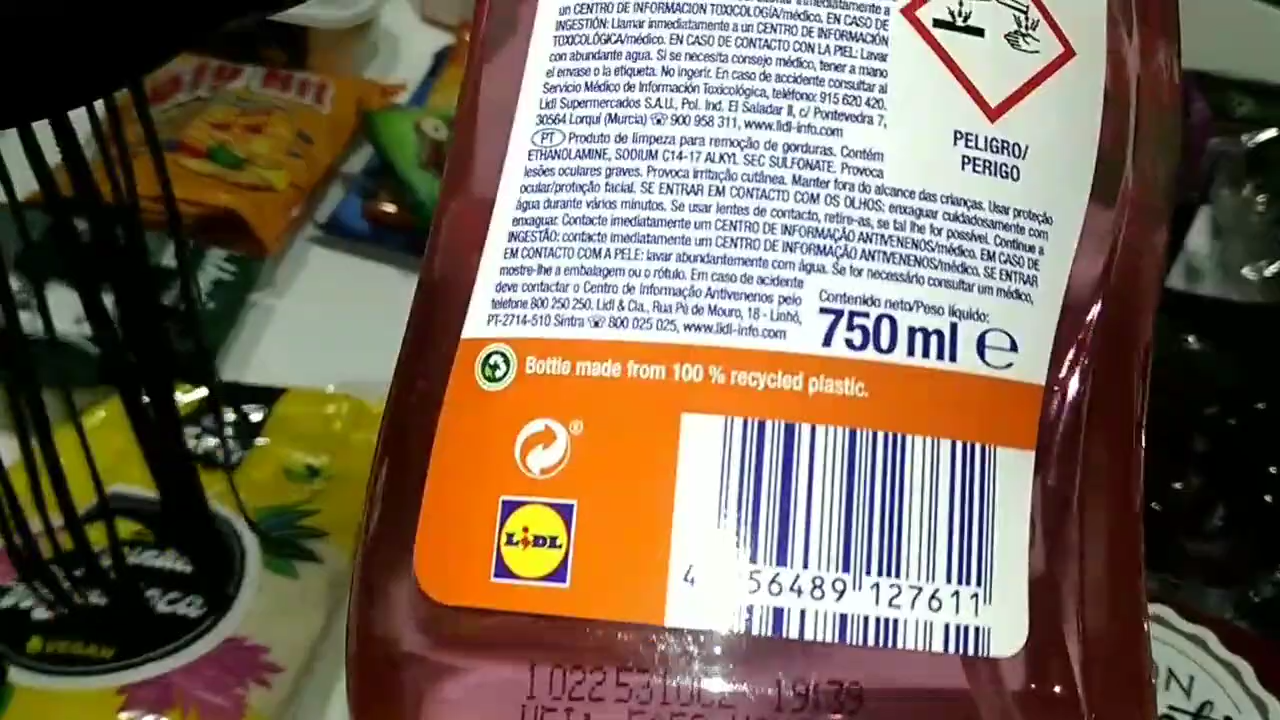 un CENTRO DE INFORMACION TOXICOLOGÍA/médico. EN CASO DE
INGESTIÓN: Llamar inmediatamente a un CENTRO DE INFORMACIÓN
TOXICOLÓGICA/médico. EN CASO DE CONTACTO CON LA PIEL: Lavar
con abundante agua. Si se necesita consejo médico, tener a mano
el envase o la etiqueta. No ingerir. En caso de accidente consultar al
Servicio Médico de Información Toxicológica, teléfono: 915 620 420.
Lidl Supermercados S.A.U., Pol. Ind. El Saladar II, c/ Pontevedra 7,
30564 Lorquí (Murcia) ☏ 900 958 311, www.lidl-info.com
PELIGRO/
PERIGO
PT Produto de limpeza para remoção de gorduras. Contém
ETHANOLAMINE, SODIUM C14-17 ALKYL SEC SULFONATE. Provoca
lesões oculares graves. Provoca irritação cutânea. Manter fora do alcance das crianças. Usar proteção
ocular/proteção facial. SE ENTRAR EM CONTACTO COM OS OLHOS: enxaguar cuidadosamente com
água durante vários minutos. Se usar lentes de contacto, retire-as, se tal lhe for possível. Continue a
enxaguar. Contacte imediatamente um CENTRO DE INFORMAÇÃO ANTIVENENOS/médico. EM CASO DE
INGESTÃO: contacte imediatamente um CENTRO DE INFORMAÇÃO ANTIVENENOS/médico. SE ENTRAR
EM CONTACTO COM A PELE: lavar abundantemente com água. Se for necessário consultar um médico,
mostre-lhe a embalagem ou o rótulo. Em caso de acidente
deve contactar o Centro de Informação Antivenenos pelo
telefone 800 250 250. Lidl & Cia., Rua Pé de Mouro, 18 - Linhó,
PT-2714-510 Sintra ☏ 800 025 025, www.lidl-info.com
Contenido neto/Peso líquido:
750 ml ℮
Bottle made from 100 % recycled plastic.
LIDL
4 56489 127611
VEGAN